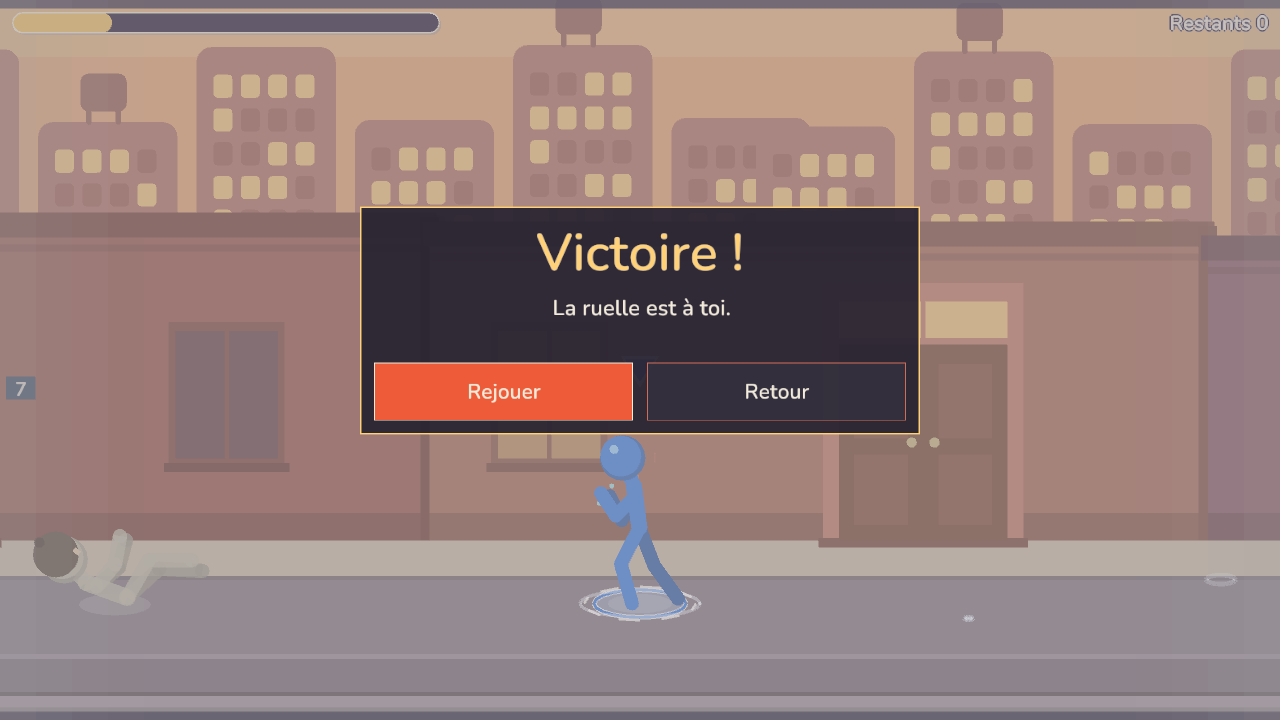 Restants 0
Victoire !
La ruelle est à toi.
7
Rejouer
Retour